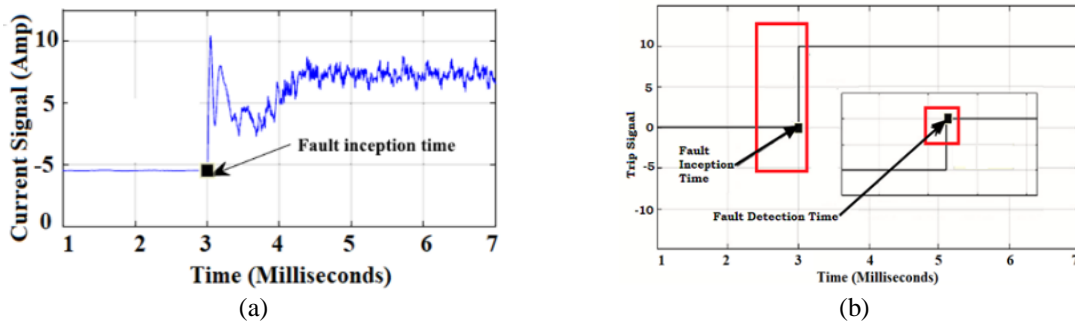 Current Signal (Amp)
10
-5
0
Fault inception time
1 2 3 4 5 6 7
Time (Milliseconds)
(a)
Trip Signal
15
10
5
0
-5
-10
Fault
Inception
Time
Fault Detection Time
1 2 3 4 5 6 7
Time (Milliseconds)
(b)